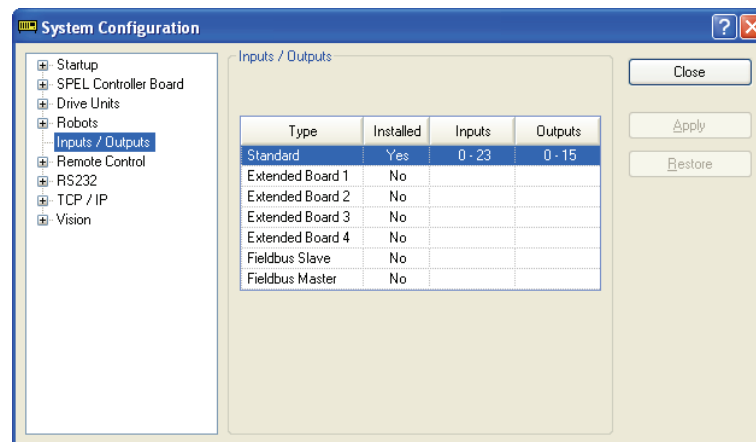 System Configuration
Startup
SPEL Controller Board
Drive Units
Robots
Inputs / Outputs
Remote Control
RS232
TCP / IP
Vision
Inputs / Outputs
Type Installed Inputs Outputs
Standard Yes 0 - 23 0 - 15
Extended Board 1 No
Extended Board 2 No
Extended Board 3 No
Extended Board 4 No
Fieldbus Slave No
Fieldbus Master No
Close
Apply
Restore